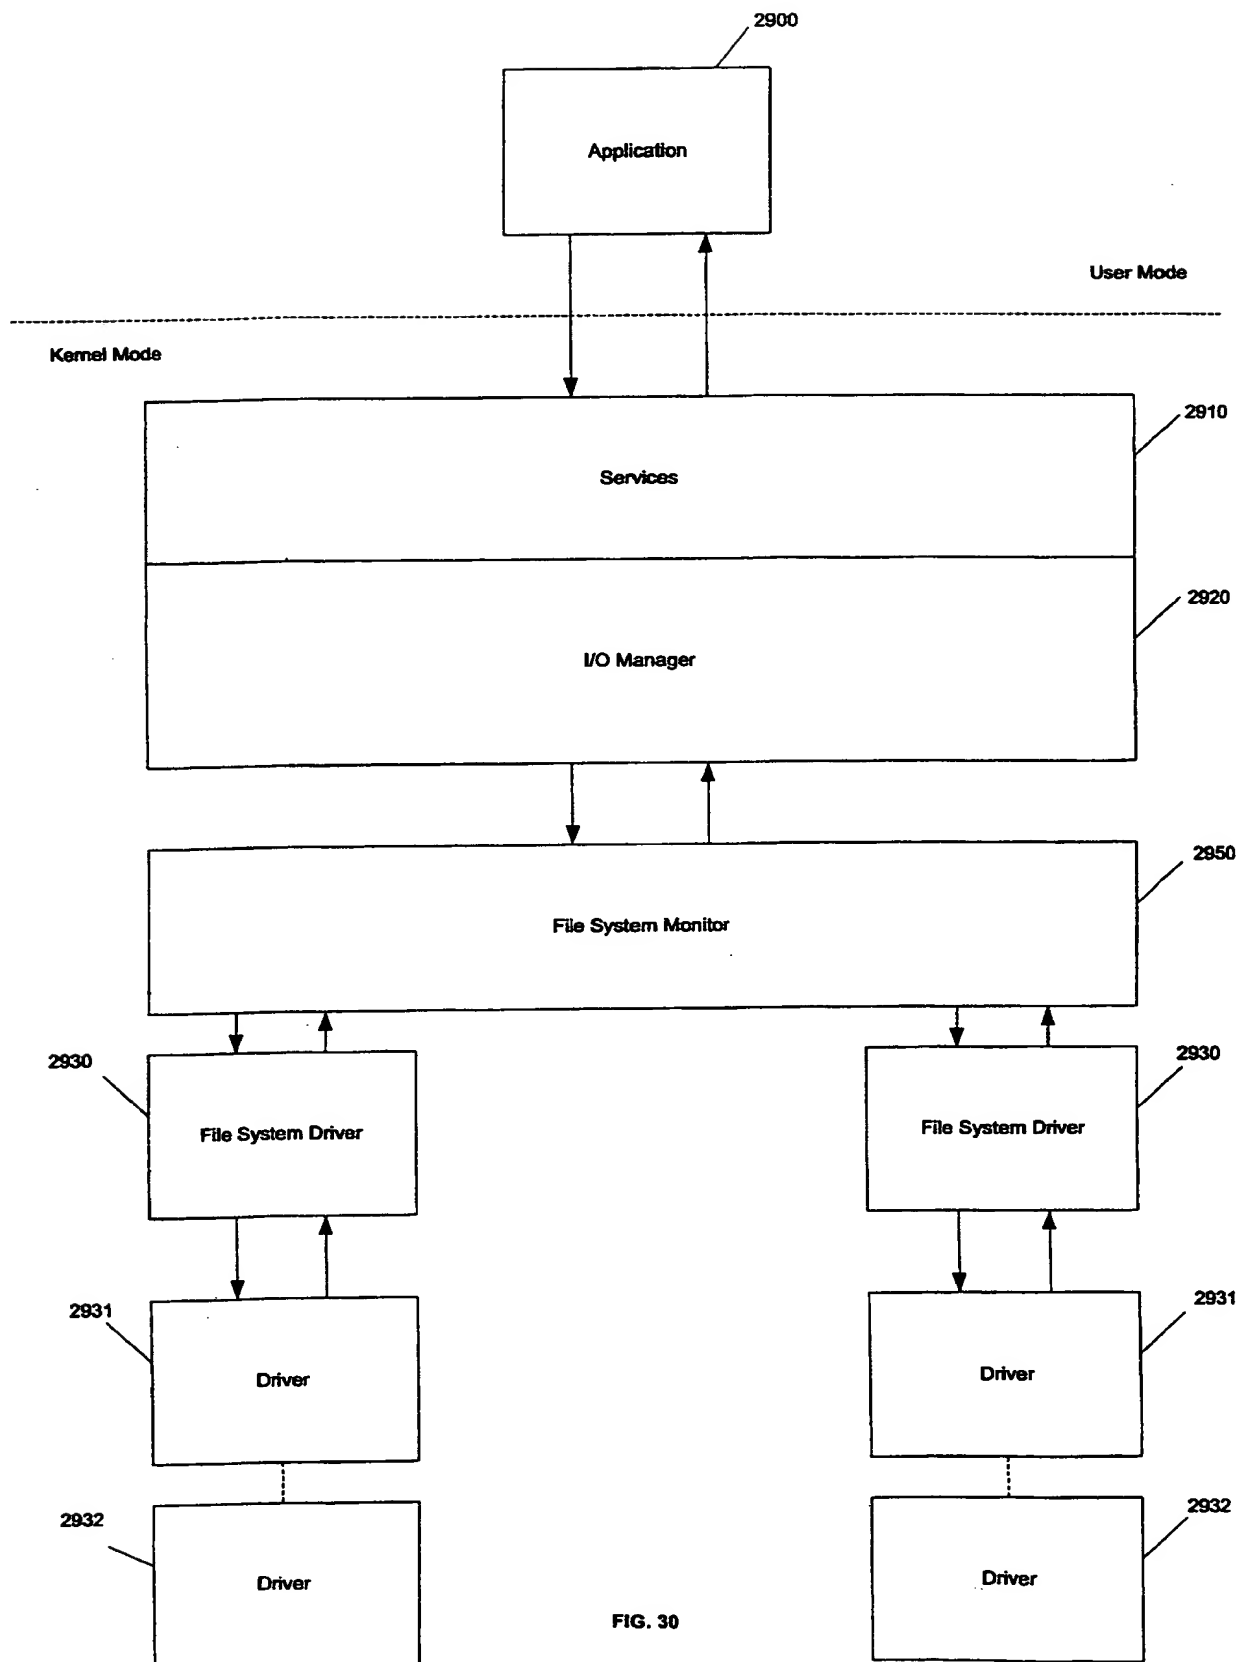 2900
Application
User Mode
Kernel Mode
2910
Services
2920
I/O Manager
2950
File System Monitor
2930
2930
File System Driver
File System Driver
2931
2931
Driver
Driver
2932
2932
Driver
Driver
FIG. 30